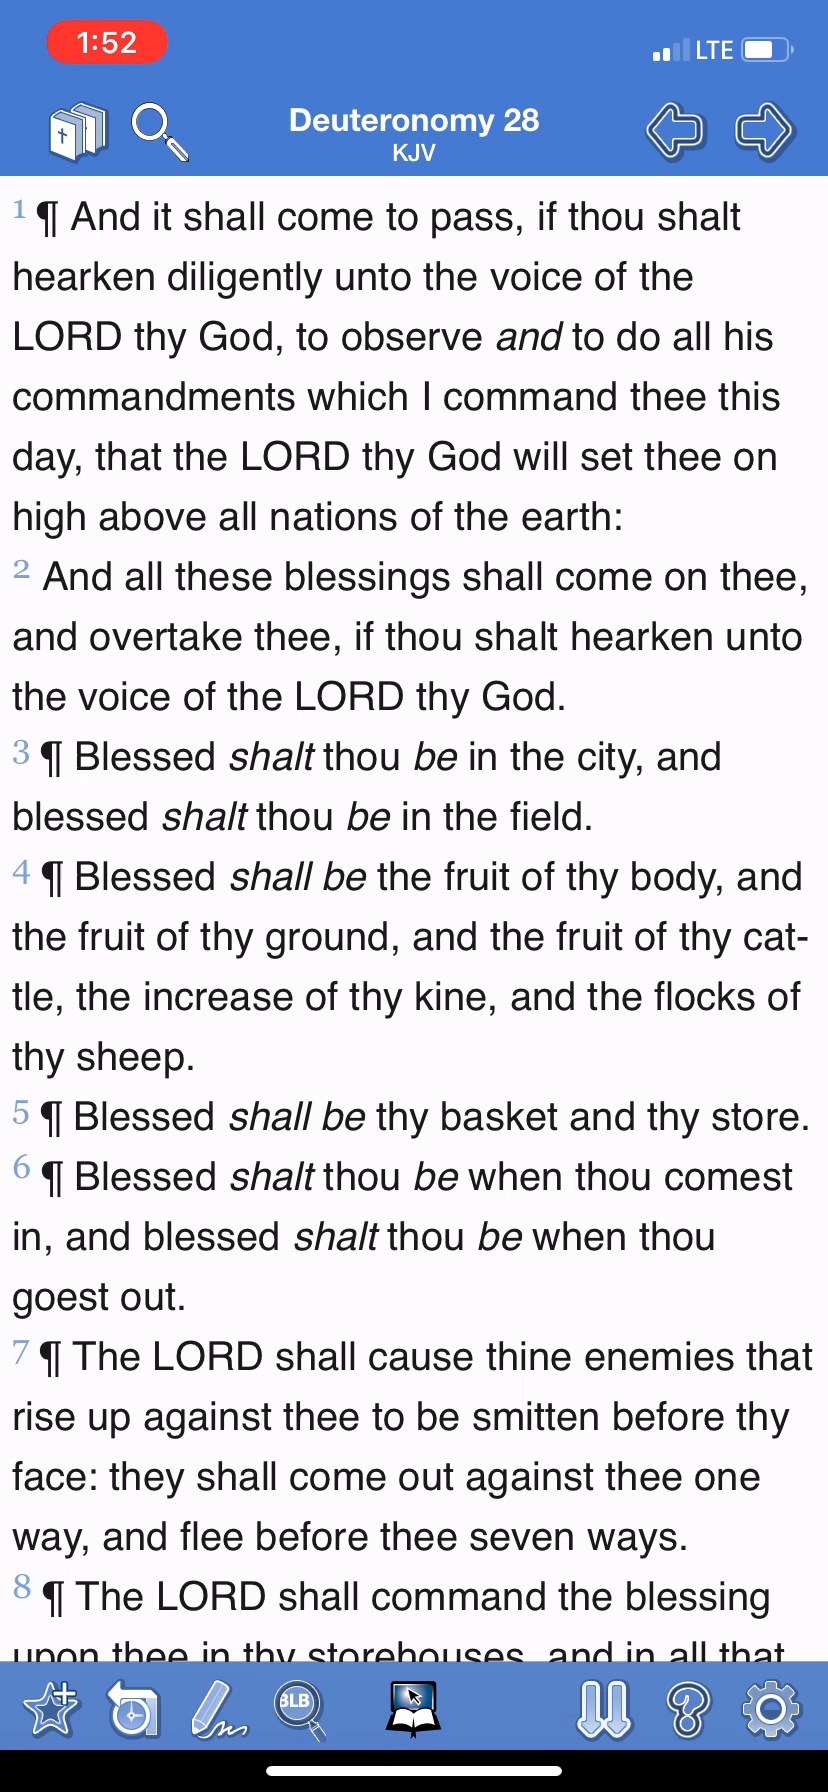 1:52
LTE
Deuteronomy 28
KJV
1 ¶ And it shall come to pass, if thou shalt
hearken diligently unto the voice of the
LORD thy God, to observe and to do all his
commandments which I command thee this
day, that the LORD thy God will set thee on
high above all nations of the earth:
2 And all these blessings shall come on thee,
and overtake thee, if thou shalt hearken unto
the voice of the LORD thy God.
3 ¶ Blessed shalt thou be in the city, and
blessed shalt thou be in the field.
4 ¶ Blessed shall be the fruit of thy body, and
the fruit of thy ground, and the fruit of thy cat-
tle, the increase of thy kine, and the flocks of
thy sheep.
5 ¶ Blessed shall be thy basket and thy store.
6 ¶ Blessed shalt thou be when thou comest
in, and blessed shalt thou be when thou
goest out.
7 ¶ The LORD shall cause thine enemies that
rise up against thee to be smitten before thy
face: they shall come out against thee one
way, and flee before thee seven ways.
8 ¶ The LORD shall command the blessing
upon thee in thy storehouses, and in all that
BLB